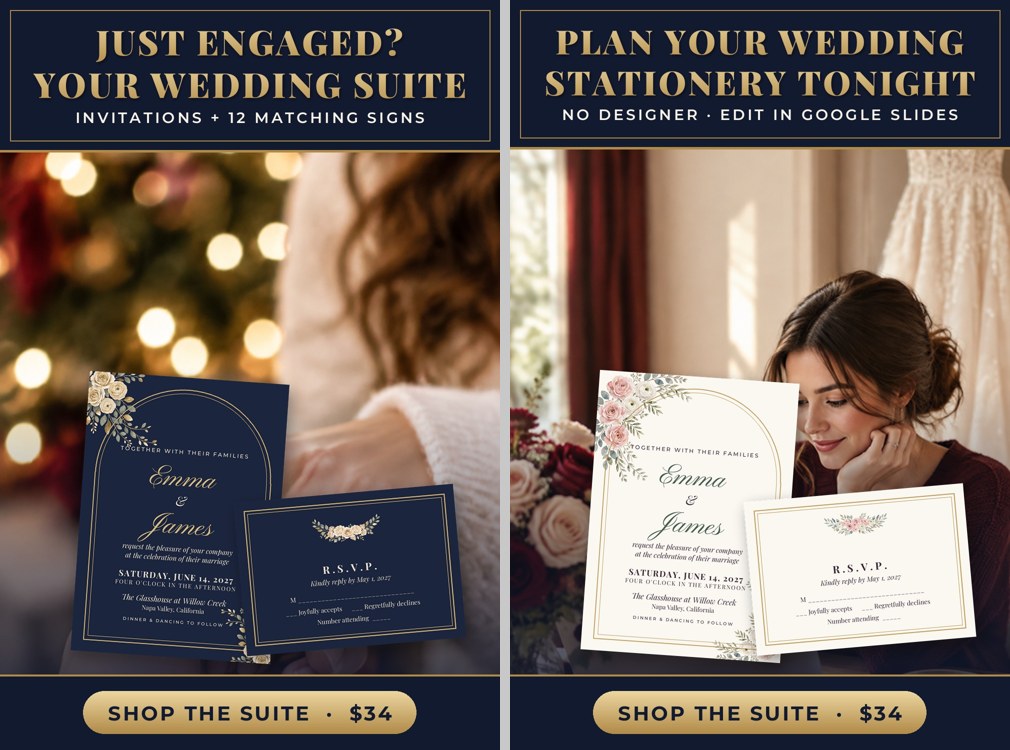 JUST ENGAGED?
YOUR WEDDING SUITE
INVITATIONS + 12 MATCHING SIGNS
TOGETHER WITH THEIR FAMILIES
Emma
&
James
request the pleasure of your company
at the celebration of their marriage
SATURDAY, JUNE 14, 2027
FOUR O'CLOCK IN THE AFTERNOON
The Glasshouse at Willow Creek
Napa Valley, California
DINNER & DANCING TO FOLLOW
R.S.V.P.
Kindly reply by May 1, 2027
M
Joyfully accepts Regretfully declines
Number attending
SHOP THE SUITE · $34
PLAN YOUR WEDDING
STATIONERY TONIGHT
NO DESIGNER · EDIT IN GOOGLE SLIDES
TOGETHER WITH THEIR FAMILIES
Emma
&
James
request the pleasure of your company
at the celebration of their marriage
SATURDAY, JUNE 14, 2027
FOUR O'CLOCK IN THE AFTERNOON
The Glasshouse at Willow Creek
Napa Valley, California
DINNER & DANCING TO FOLLOW
R.S.V.P.
Kindly reply by May 1, 2027
M
Joyfully accepts Regretfully declines
Number attending
SHOP THE SUITE · $34